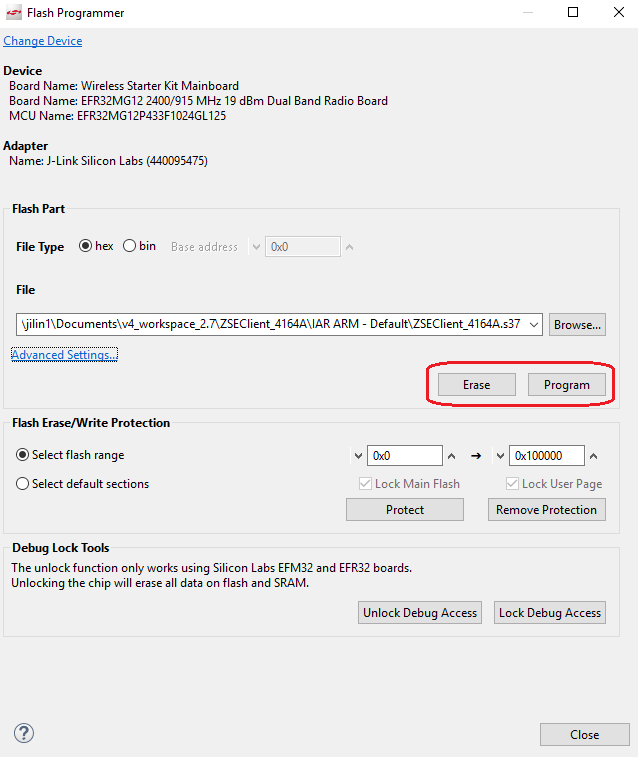 Flash Programmer
Change Device
Device
Board Name: Wireless Starter Kit Mainboard
Board Name: EFR32MG12 2400/915 MHz 19 dBm Dual Band Radio Board
MCU Name: EFR32MG12P433F1024GL125
Adapter
Name: J-Link Silicon Labs (440095475)
Flash Part
File Type hex bin Base address 0x0
File
\jilin1\Documents\v4_workspace_2.7\ZSEClient_4164A\IAR ARM - Default\ZSEClient_4164A.s37 Browse...
Advanced Settings...
Erase Program
Flash Erase/Write Protection
Select flash range 0x0 0x100000
Select default sections Lock Main Flash Lock User Page
Protect Remove Protection
Debug Lock Tools
The unlock function only works using Silicon Labs EFM32 and EFR32 boards.
Unlocking the chip will erase all data on flash and SRAM.
Unlock Debug Access Lock Debug Access
? Close